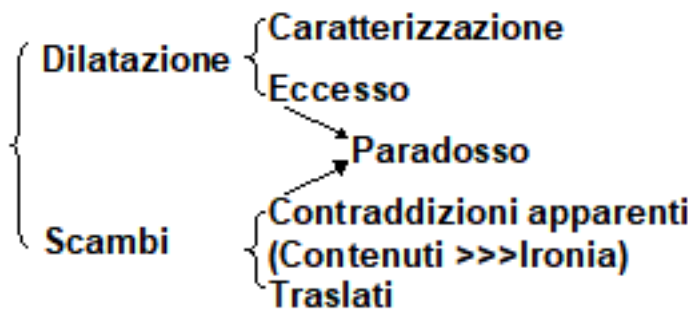 Caratterizzazione
Dilatazione
Eccesso
Paradosso
Contraddizioni apparenti
Scambi
(Contenuti >>>Ironia)
Traslati